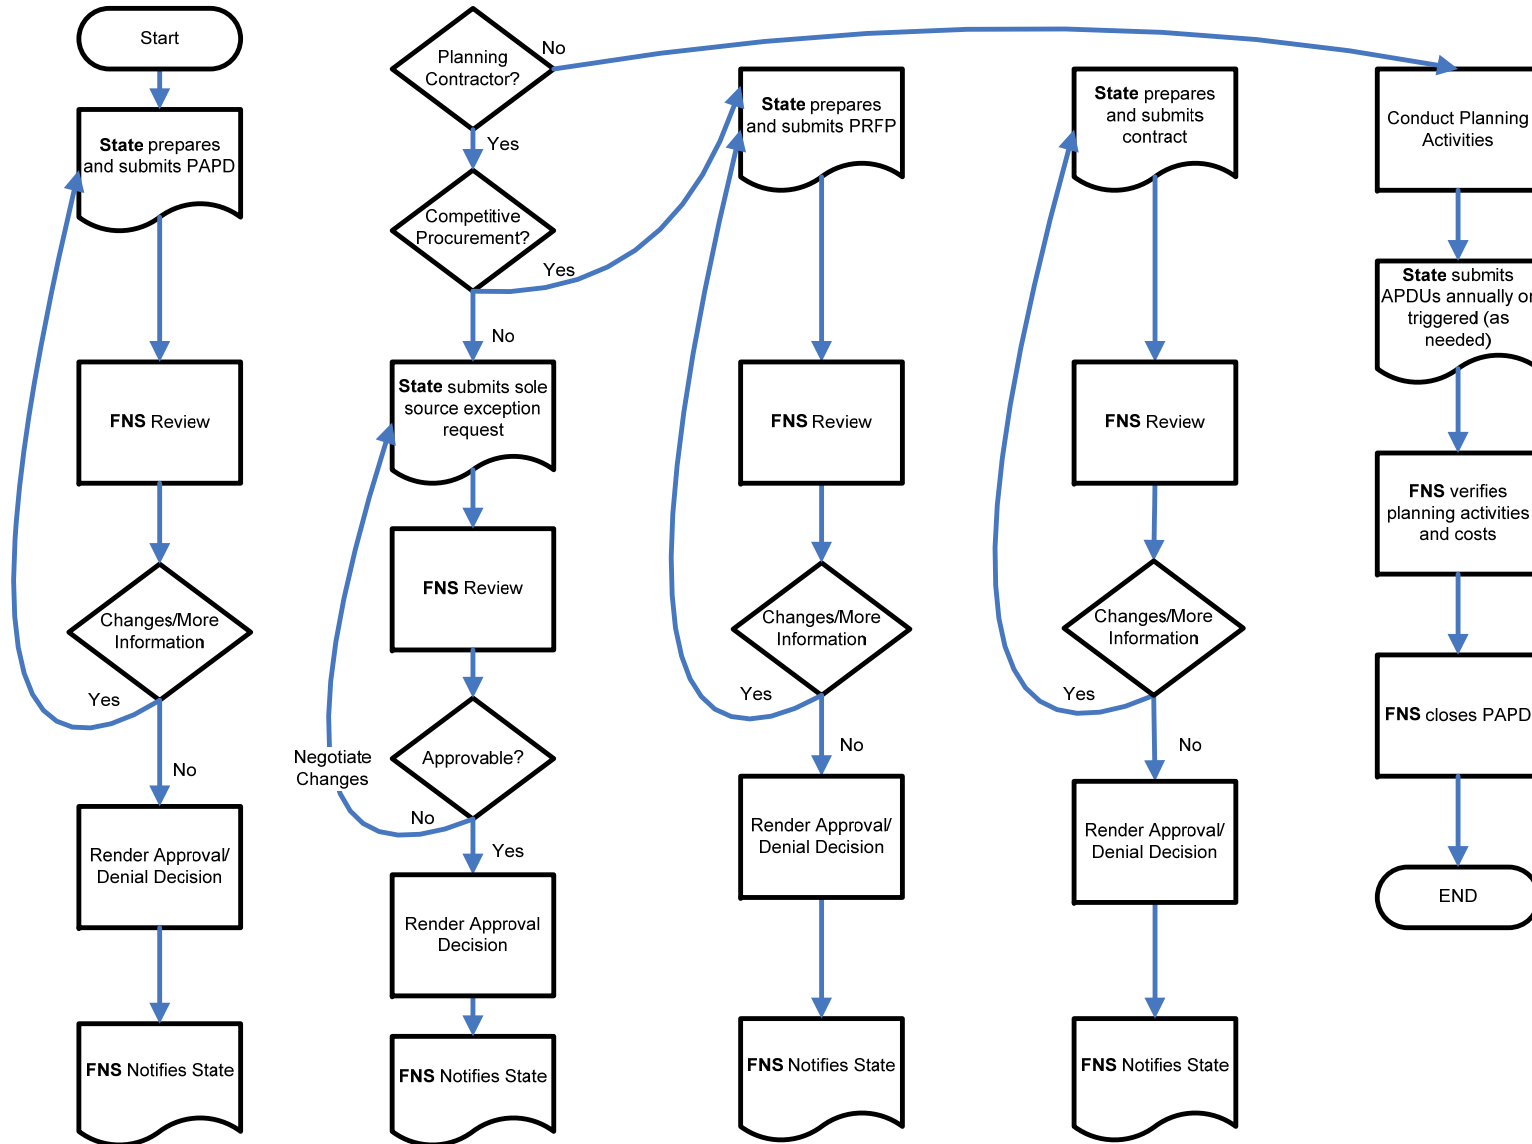 Start
State prepares
and submits PAPD
FNS Review
Changes/More
Information
Yes
No
Render Approval/
Denial Decision
FNS Notifies State
Planning
Contractor?
No
Yes
Competitive
Procurement?
Yes
No
State submits sole
source exception
request
FNS Review
Approvable?
Negotiate
Changes
No
Yes
Render Approval
Decision
FNS Notifies State
State prepares
and submits PRFP
FNS Review
Changes/More
Information
Yes
No
Render Approval/
Denial Decision
FNS Notifies State
State prepares
and submits
contract
FNS Review
Changes/More
Information
Yes
No
Render Approval/
Denial Decision
FNS Notifies State
Conduct Planning
Activities
State submits
APDUs annually or
triggered (as
needed)
FNS verifies
planning activities
and costs
FNS closes PAPD
END